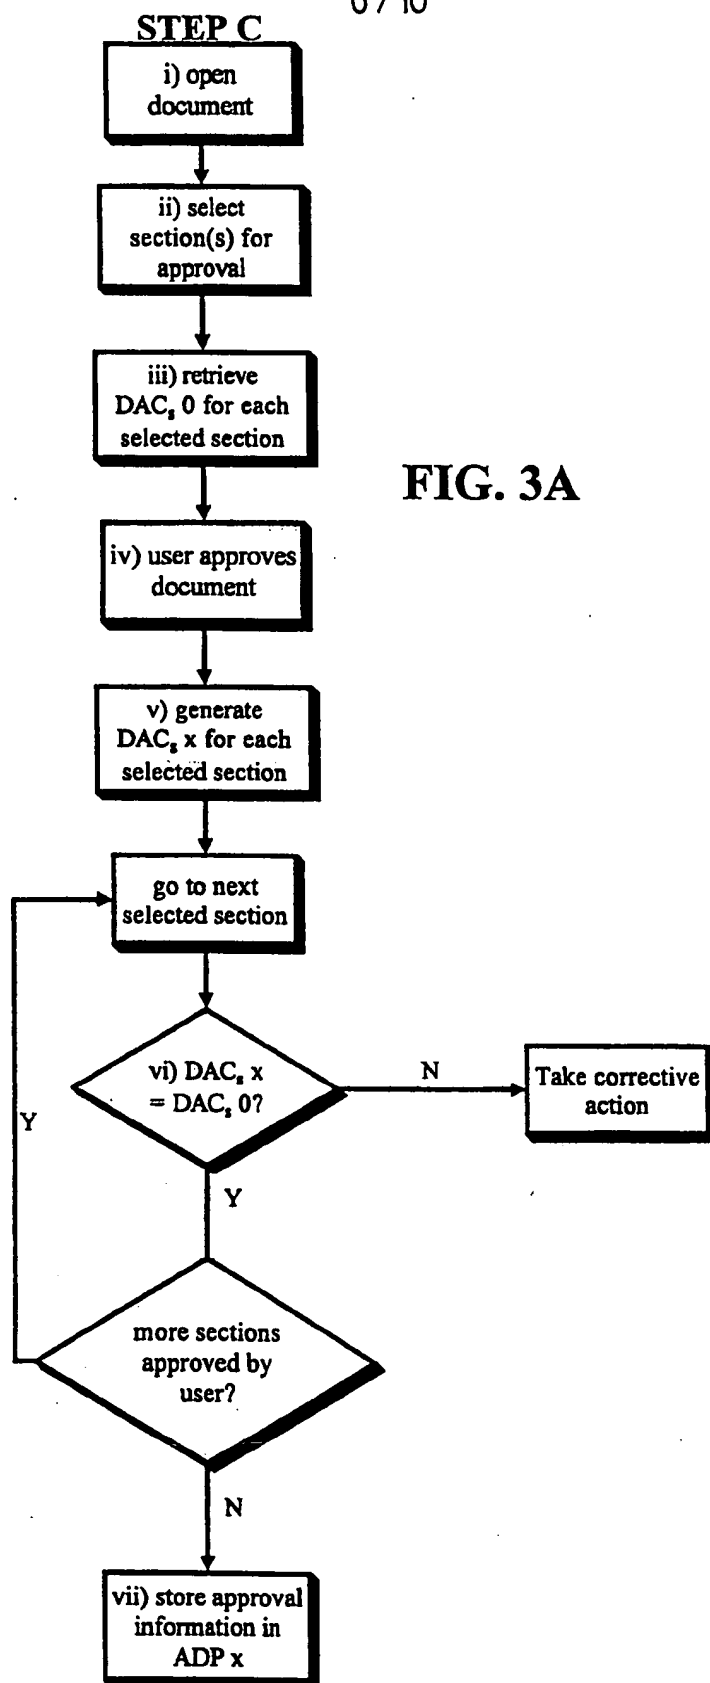 STEP C
i) open
document
ii) select
section(s) for
approval
iii) retrieve
DACₛ 0 for each
selected section
FIG. 3A
iv) user approves
document
v) generate
DACₛ x for each
selected section
go to next
selected section
vi) DACₛ x
= DACₛ 0?
N
Take corrective
action
Y
Y
more sections
approved by
user?
N
vii) store approval
information in
ADP x